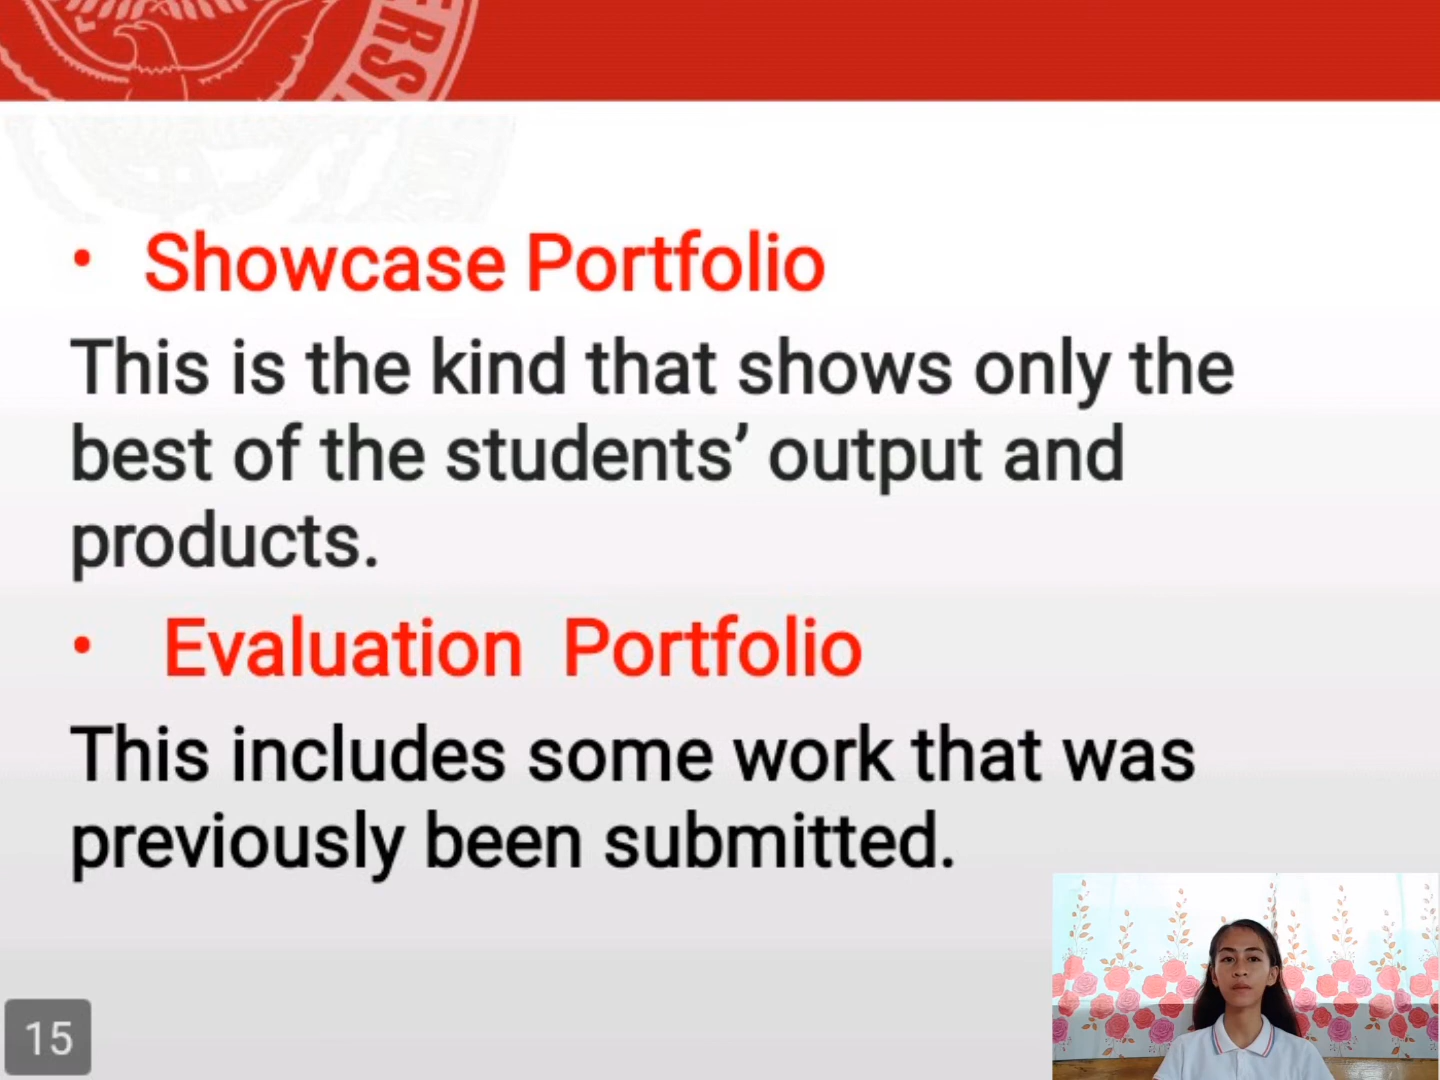 • Showcase Portfolio
This is the kind that shows only the
best of the students’ output and
products.
• Evaluation Portfolio
This includes some work that was
previously been submitted.
15